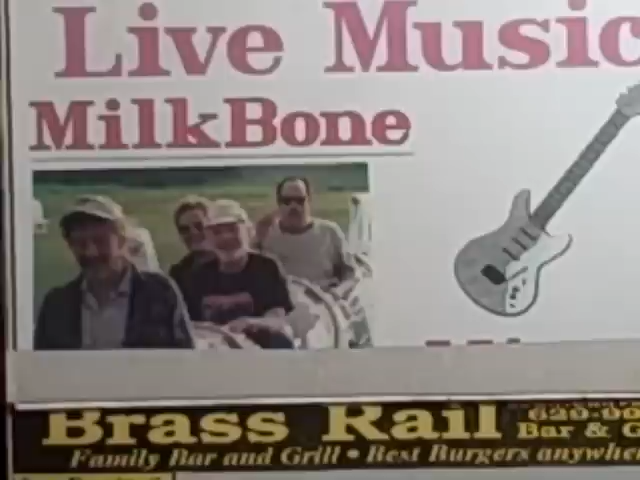 Live Music
MilkBone
Brass Rail
Bar & G
Family Bar and Grill • Best Burgers anywhe